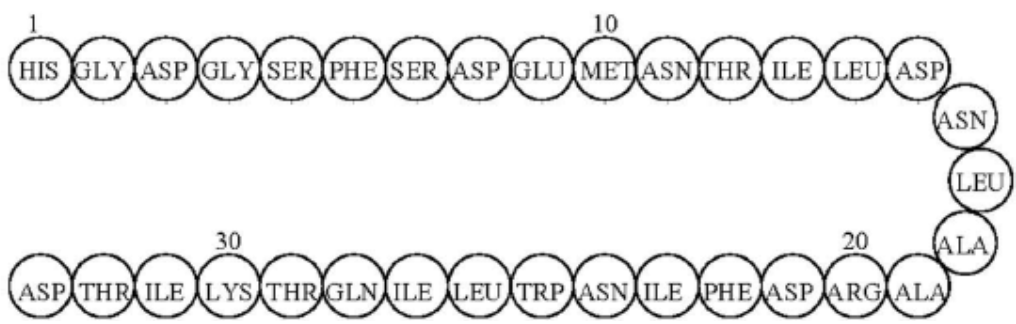 1 10
HIS GLY ASP GLY SER PHE SER ASP GLU MET ASN THR ILE LEU ASP
ASN
LEU
ALA
30 20
ASP THR ILE LYS THR GLN ILE LEU TRP ASN ILE PHE ASP ARG ALA